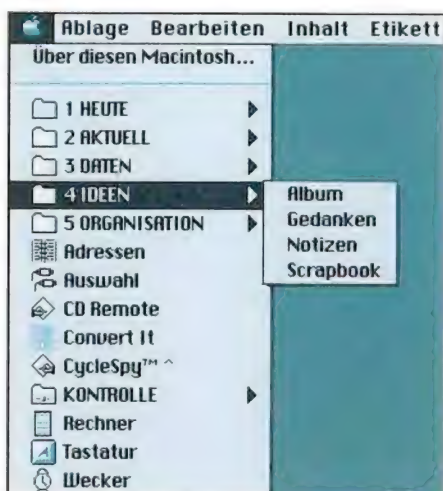 Ablage Bearbeiten Inhalt Etikett
Über diesen Macintosh...
1 HEUTE
2 AKTUELL
3 DATEN
4 IDEEN
Album
Gedanken
Notizen
Scrapbook
5 ORGANISATION
Adressen
Auswahl
CD Remote
Convert It
CycleSpy™ ^
KONTROLLE
Rechner
Tastatur
Wecker